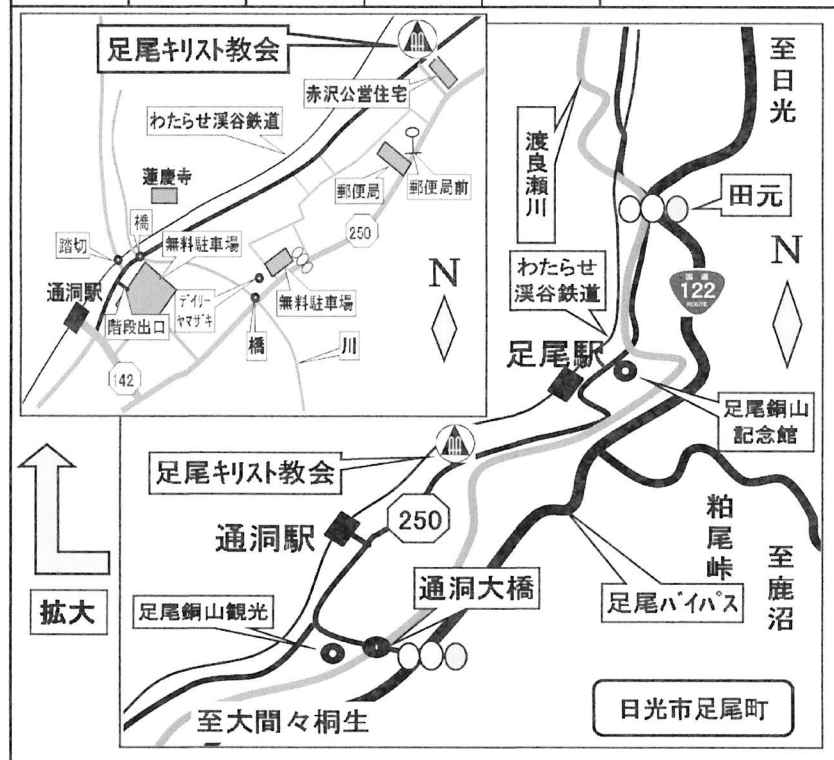 足尾キリスト教会
赤沢公営住宅
わたらせ渓谷鉄道
蓮慶寺
郵便局
郵便局前
橋
無料駐車場
踏切
250
通洞駅
デイリー
ヤマザキ
無料駐車場
階段出口
橋
川
142
N
至日光
渡良瀬川
田元
わたらせ
渓谷鉄道
国道
122
ROUTE
N
足尾駅
足尾銅山
記念館
足尾キリスト教会
250
通洞駅
粕尾峠
至鹿沼
拡大
通洞大橋
足尾バイパス
足尾銅山観光
至大間々桐生
日光市足尾町